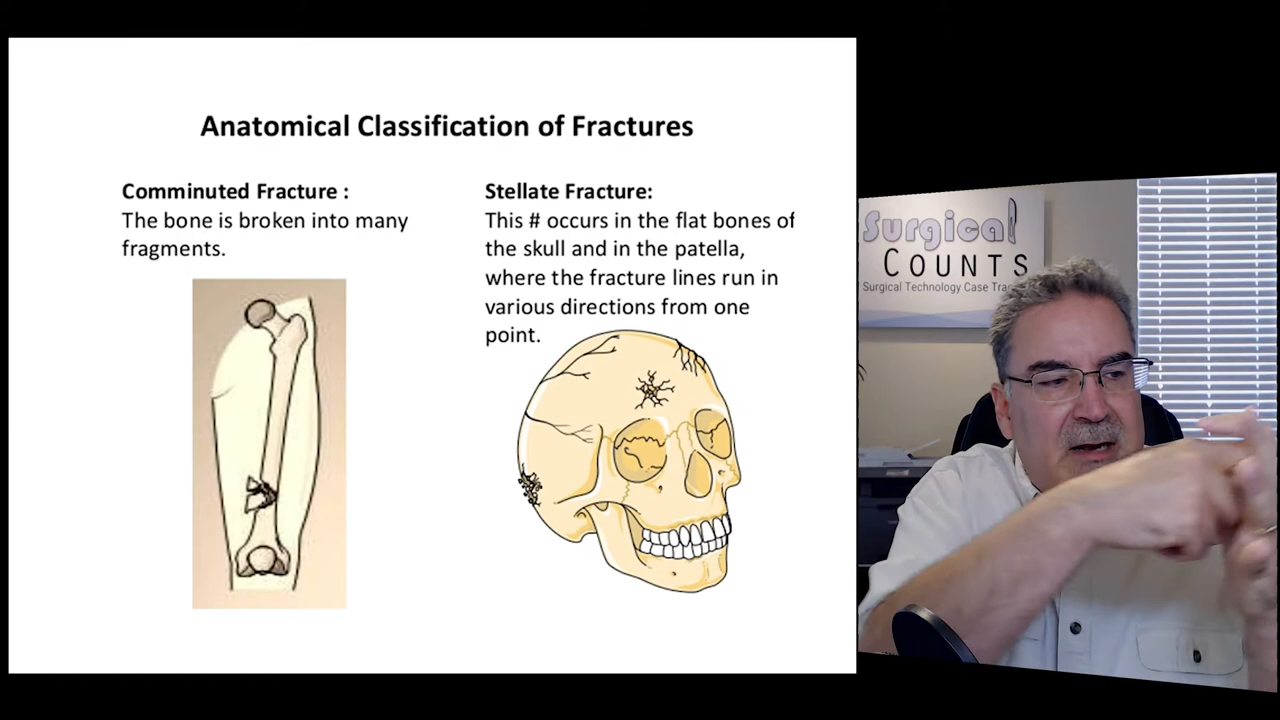 Anatomical Classification of Fractures
Comminuted Fracture :
The bone is broken into many
fragments.
Stellate Fracture:
This # occurs in the flat bones of
the skull and in the patella,
where the fracture lines run in
various directions from one
point.
Surgical
COUNTS
Surgical Technology Case